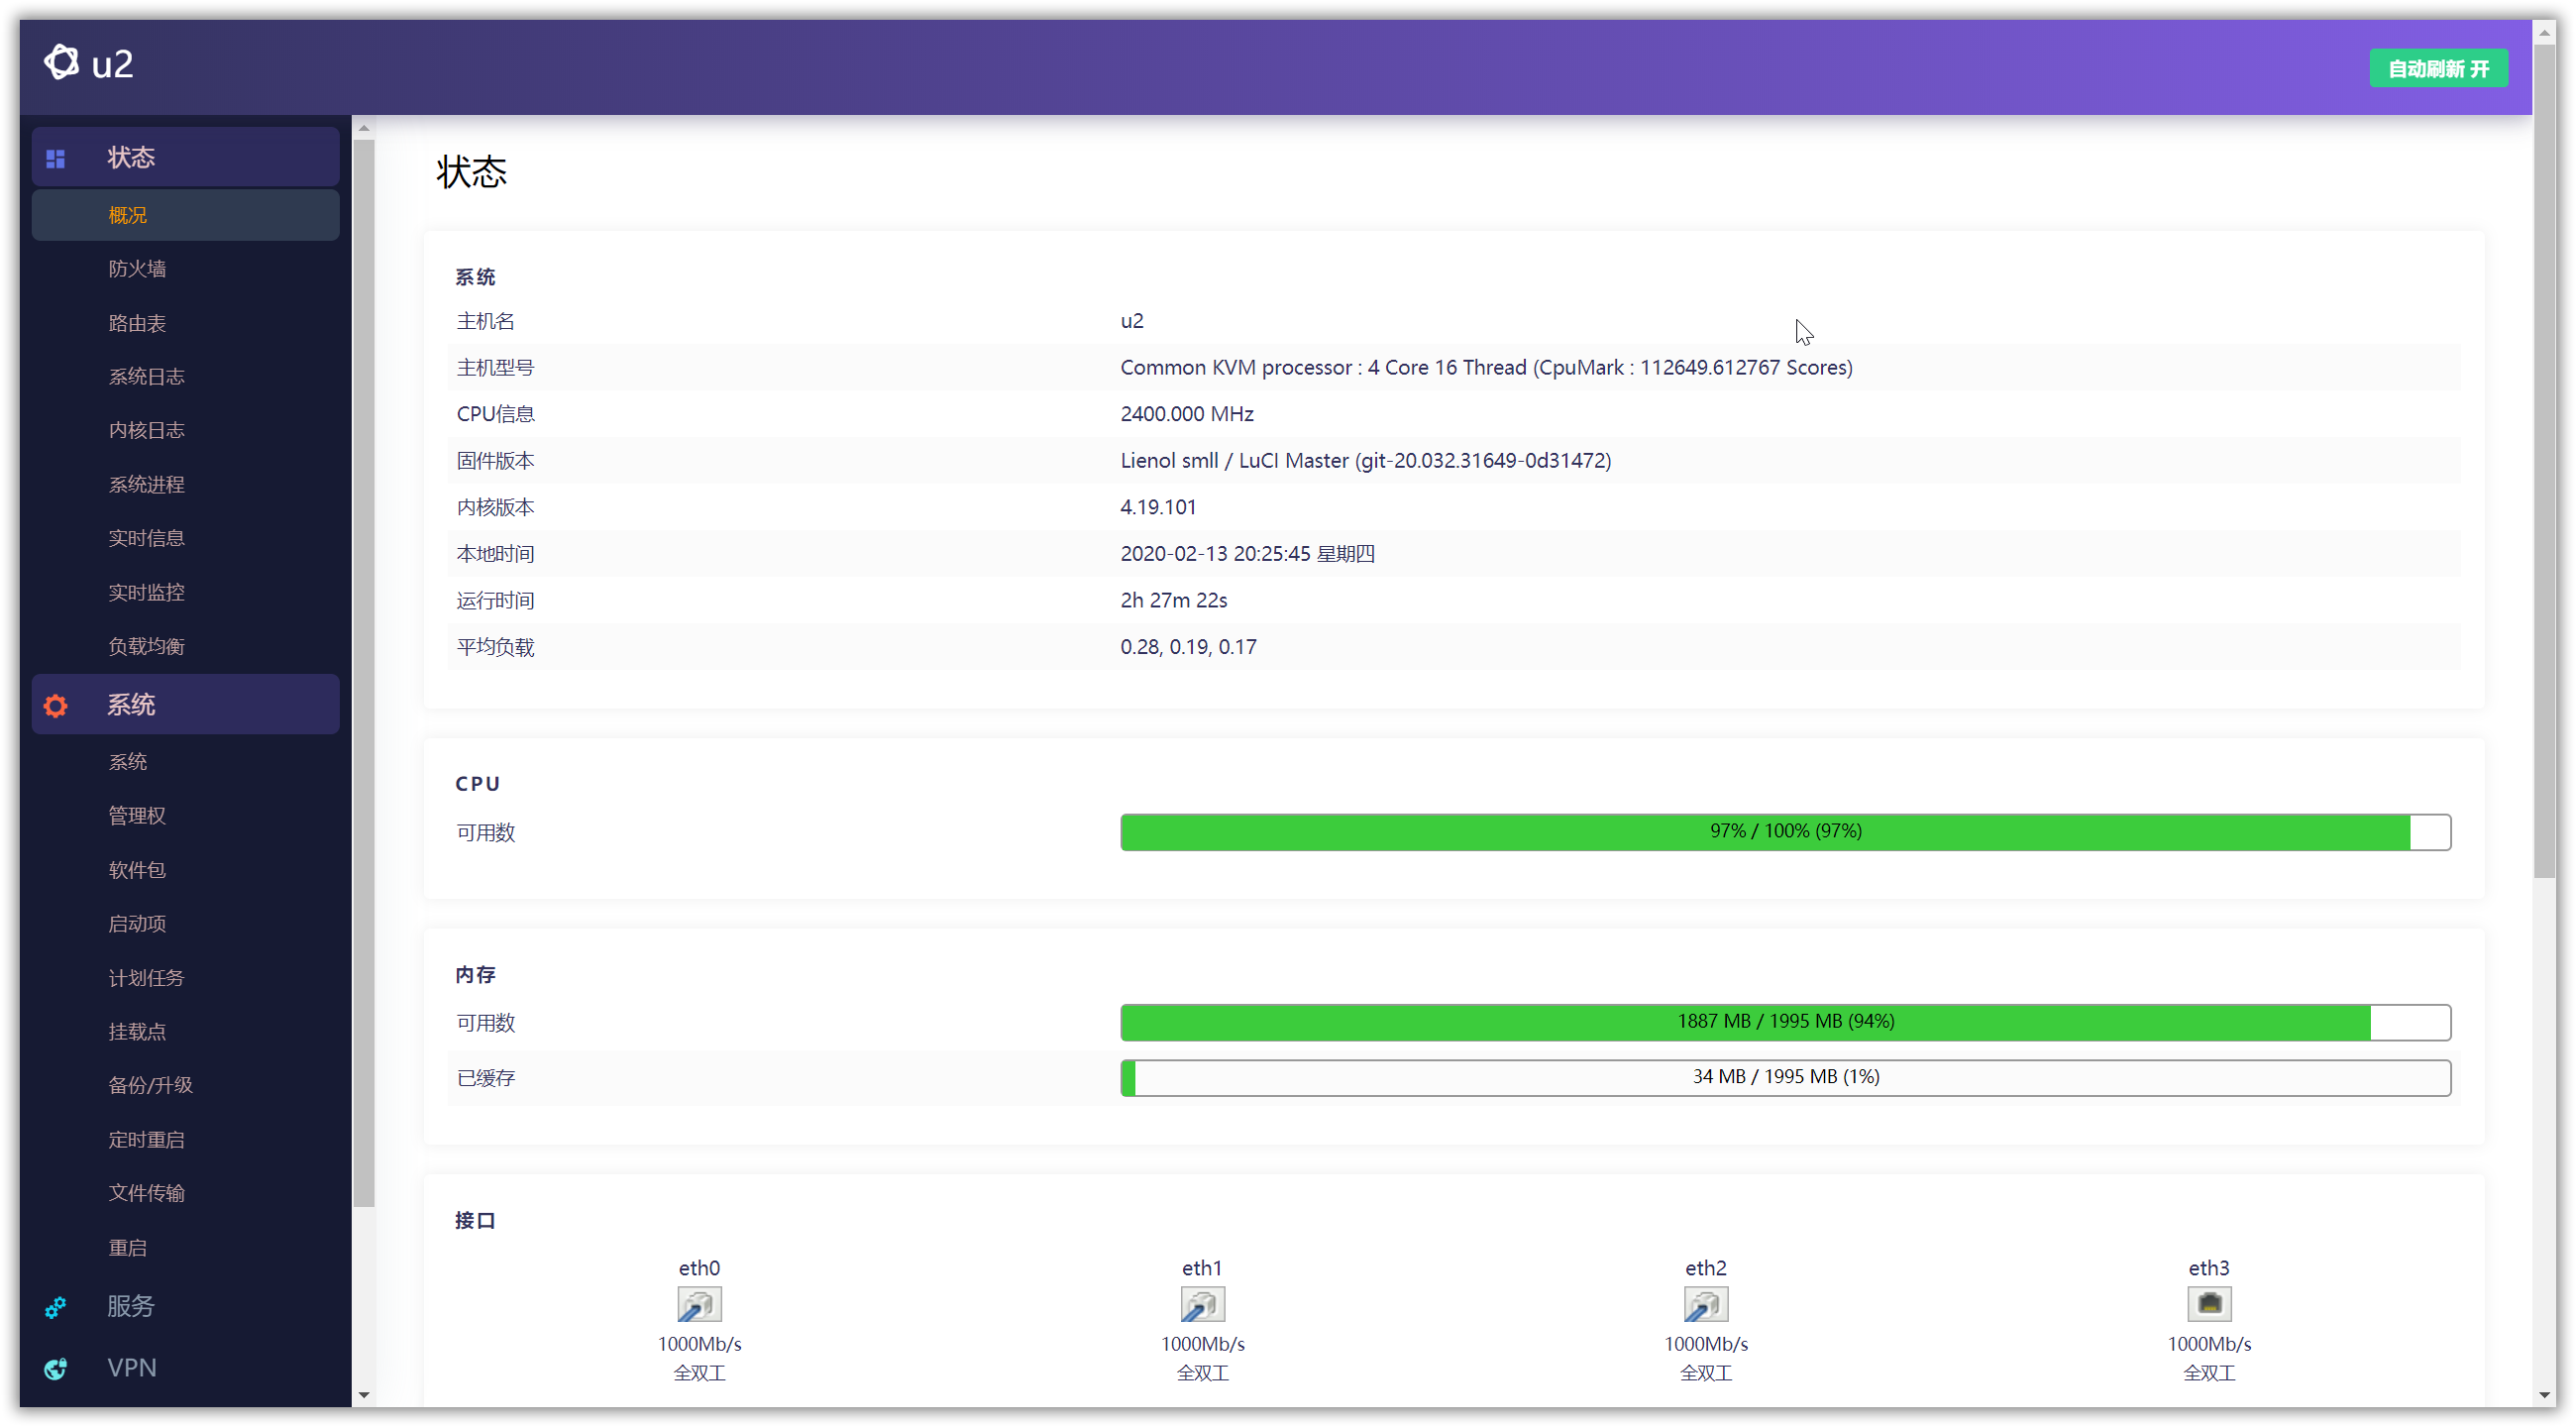 u2
自动刷新 开
状态
概况
防火墙
路由表
系统日志
内核日志
系统进程
实时信息
实时监控
负载均衡
系统
系统
管理权
软件包
启动项
计划任务
挂载点
备份/升级
定时重启
文件传输
重启
服务
VPN
状态
系统
主机名 u2
主机型号 Common KVM processor : 4 Core 16 Thread (CpuMark : 112649.612767 Scores)
CPU信息 2400.000 MHz
固件版本 Lienol smll / LuCI Master (git-20.032.31649-0d31472)
内核版本 4.19.101
本地时间 2020-02-13 20:25:45 星期四
运行时间 2h 27m 22s
平均负载 0.28, 0.19, 0.17
CPU
可用数 97% / 100% (97%)
内存
可用数 1887 MB / 1995 MB (94%)
已缓存 34 MB / 1995 MB (1%)
接口
eth0 eth1 eth2 eth3
1000Mb/s 1000Mb/s 1000Mb/s 1000Mb/s
全双工 全双工 全双工 全双工